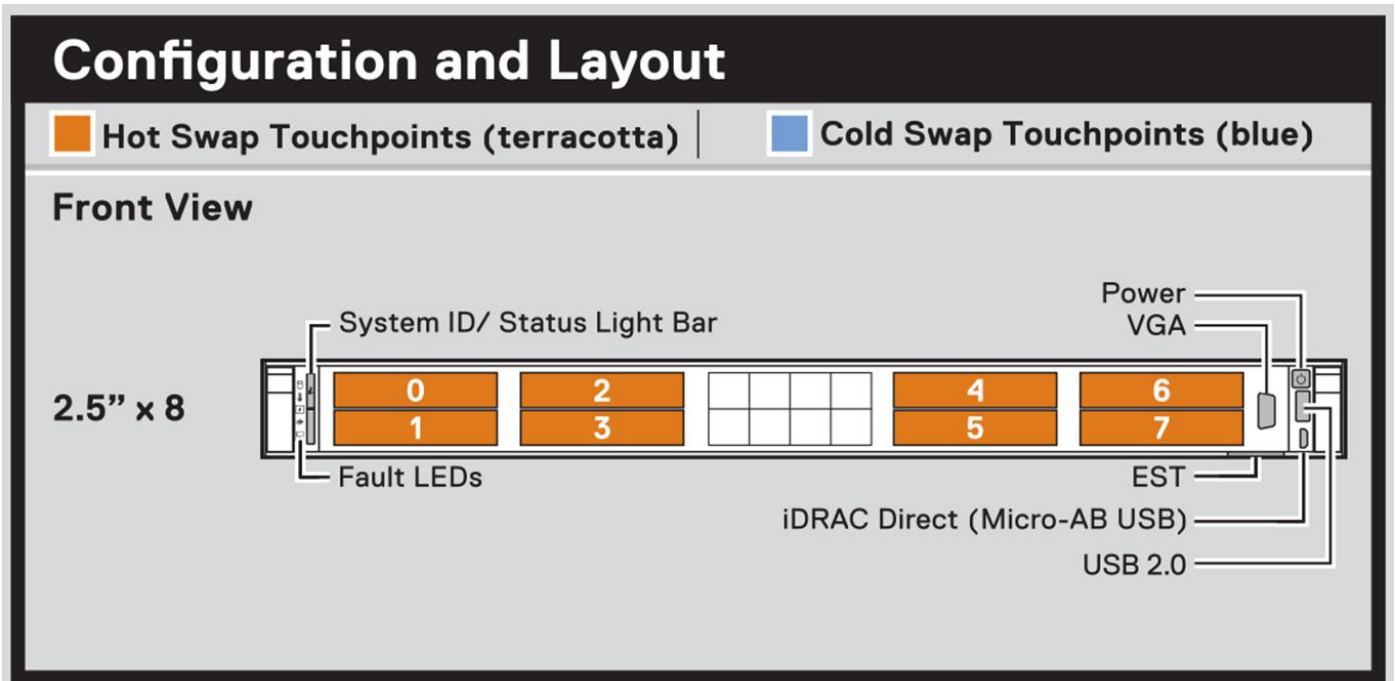 Configuration and Layout
Hot Swap Touchpoints (terracotta)
Cold Swap Touchpoints (blue)
Front View
Power
System ID/ Status Light Bar
VGA
2.5” x 8
0 2 4 6
1 3 5 7
Fault LEDs
EST
iDRAC Direct (Micro-AB USB)
USB 2.0